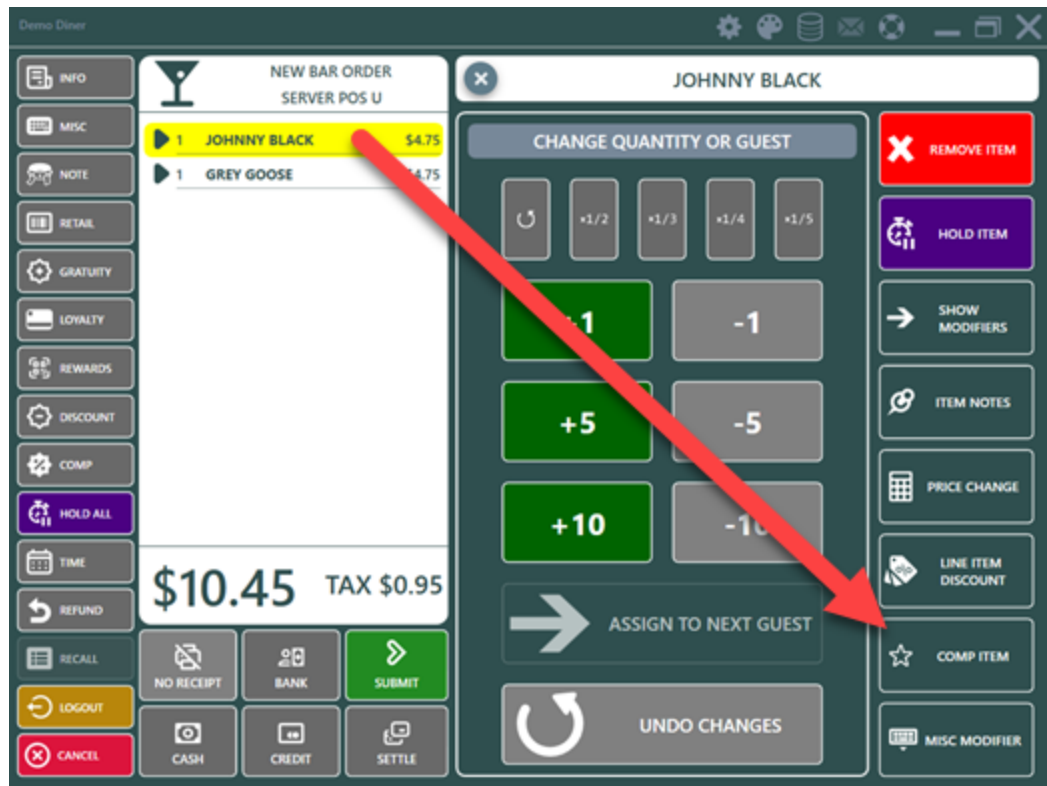 Demo Diner
INFO
MISC
NOTE
RETAIL
GRATUITY
LOYALTY
REWARDS
DISCOUNT
COMP
HOLD ALL
TIME
REFUND
RECALL
LOGOUT
CANCEL
NEW BAR ORDER
SERVER POS U
1 JOHNNY BLACK $4.75
1 GREY GOOSE $4.75
$10.45 TAX $0.95
NO RECEIPT
BANK
SUBMIT
CASH
CREDIT
SETTLE
JOHNNY BLACK
CHANGE QUANTITY OR GUEST
×1/2 ×1/3 ×1/4 ×1/5
+1 -1
+5 -5
+10 -10
ASSIGN TO NEXT GUEST
UNDO CHANGES
REMOVE ITEM
HOLD ITEM
SHOW
MODIFIERS
ITEM NOTES
PRICE CHANGE
LINE ITEM
DISCOUNT
COMP ITEM
MISC MODIFIER